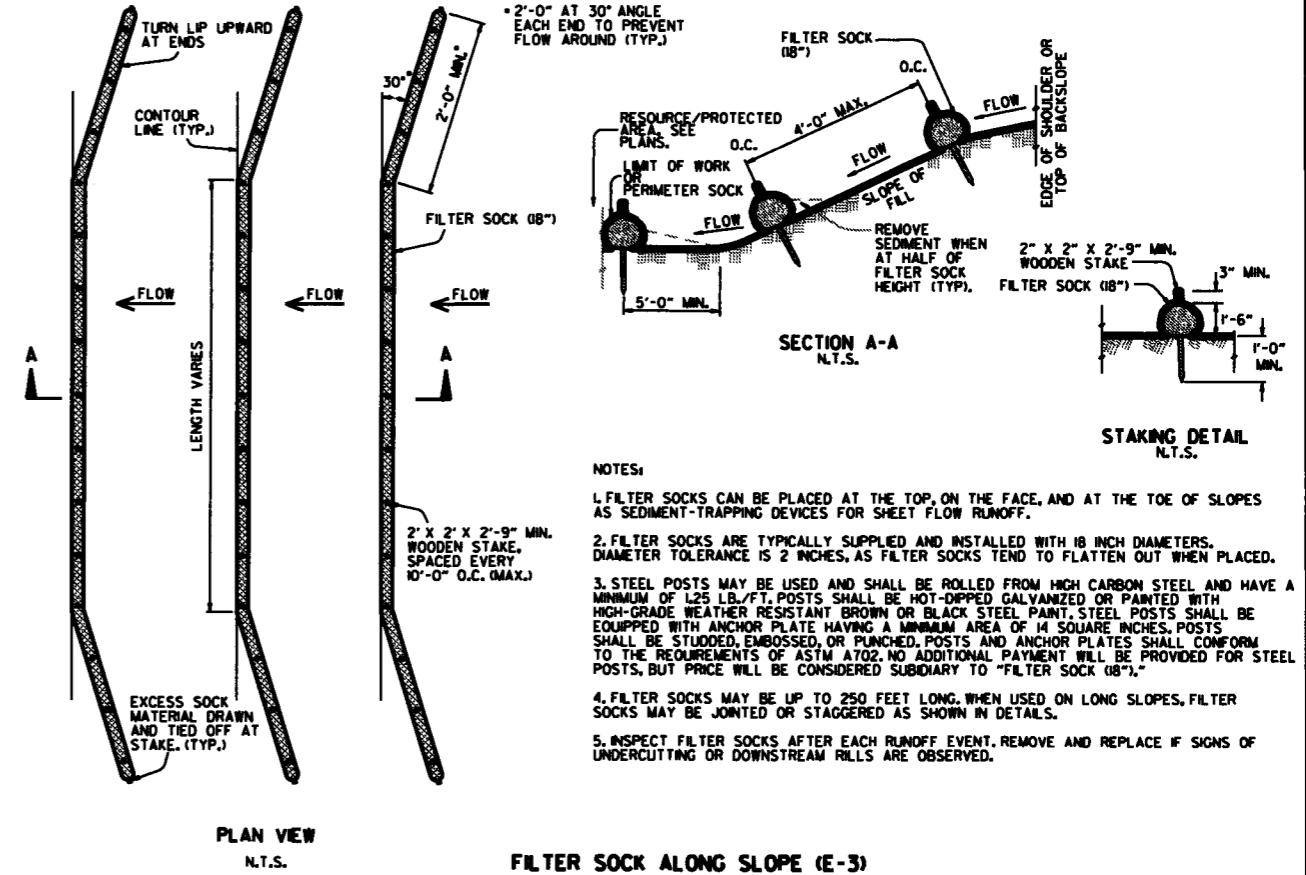 TURN LIP UPWARD
AT ENDS
* 2'-0" AT 30° ANGLE
EACH END TO PREVENT
FLOW AROUND (TYP.)
30°*
2'-0" MIN.*
CONTOUR
LINE (TYP.)
FILTER SOCK (18")
FLOW
FLOW
FLOW
A
A
LENGTH VARIES
2' X 2' X 2'-9" MIN.
WOODEN STAKE,
SPACED EVERY
10'-0" O.C. (MAX.)
EXCESS SOCK
MATERIAL DRAWN
AND TIED OFF AT
STAKE. (TYP.)
PLAN VIEW
N.T.S.
FILTER SOCK
(18")
O.C.
4'-0" MAX.
O.C.
FLOW
FLOW
FLOW
SLOPE OF
FILL
EDGE OF SHOULDER OR
TOP OF BACKSLOPE
RESOURCE/PROTECTED
AREA, SEE
PLANS.
LIMIT OF WORK
OR
PERIMETER SOCK
REMOVE
SEDIMENT WHEN
AT HALF OF
FILTER SOCK
HEIGHT (TYP).
5'-0" MIN.
SECTION A-A
N.T.S.
2" X 2" X 2'-9" MIN.
WOODEN STAKE
FILTER SOCK (18")
3" MIN.
1'-6"
1'-0"
MIN.
STAKING DETAIL
N.T.S.
NOTES:
1. FILTER SOCKS CAN BE PLACED AT THE TOP, ON THE FACE, AND AT THE TOE OF SLOPES
AS SEDIMENT-TRAPPING DEVICES FOR SHEET FLOW RUNOFF.
2. FILTER SOCKS ARE TYPICALLY SUPPLIED AND INSTALLED WITH 18 INCH DIAMETERS.
DIAMETER TOLERANCE IS 2 INCHES, AS FILTER SOCKS TEND TO FLATTEN OUT WHEN PLACED.
3. STEEL POSTS MAY BE USED AND SHALL BE ROLLED FROM HIGH CARBON STEEL AND HAVE A
MINIMUM OF 1.25 LB./FT. POSTS SHALL BE HOT-DIPPED GALVANIZED OR PAINTED WITH
HIGH-GRADE WEATHER RESISTANT BROWN OR BLACK STEEL PAINT. STEEL POSTS SHALL BE
EQUIPPED WITH ANCHOR PLATE HAVING A MINIMUM AREA OF 14 SQUARE INCHES. POSTS
SHALL BE STUDDED, EMBOSSED, OR PUNCHED. POSTS AND ANCHOR PLATES SHALL CONFORM
TO THE REQUIREMENTS OF ASTM A702. NO ADDITIONAL PAYMENT WILL BE PROVIDED FOR STEEL
POSTS, BUT PRICE WILL BE CONSIDERED SUBIDIARY TO "FILTER SOCK (18")."
4. FILTER SOCKS MAY BE UP TO 250 FEET LONG. WHEN USED ON LONG SLOPES, FILTER
SOCKS MAY BE JOINTED OR STAGGERED AS SHOWN IN DETAILS.
5. INSPECT FILTER SOCKS AFTER EACH RUNOFF EVENT. REMOVE AND REPLACE IF SIGNS OF
UNDERCUTTING OR DOWNSTREAM RILLS ARE OBSERVED.
FILTER SOCK ALONG SLOPE (E-3)